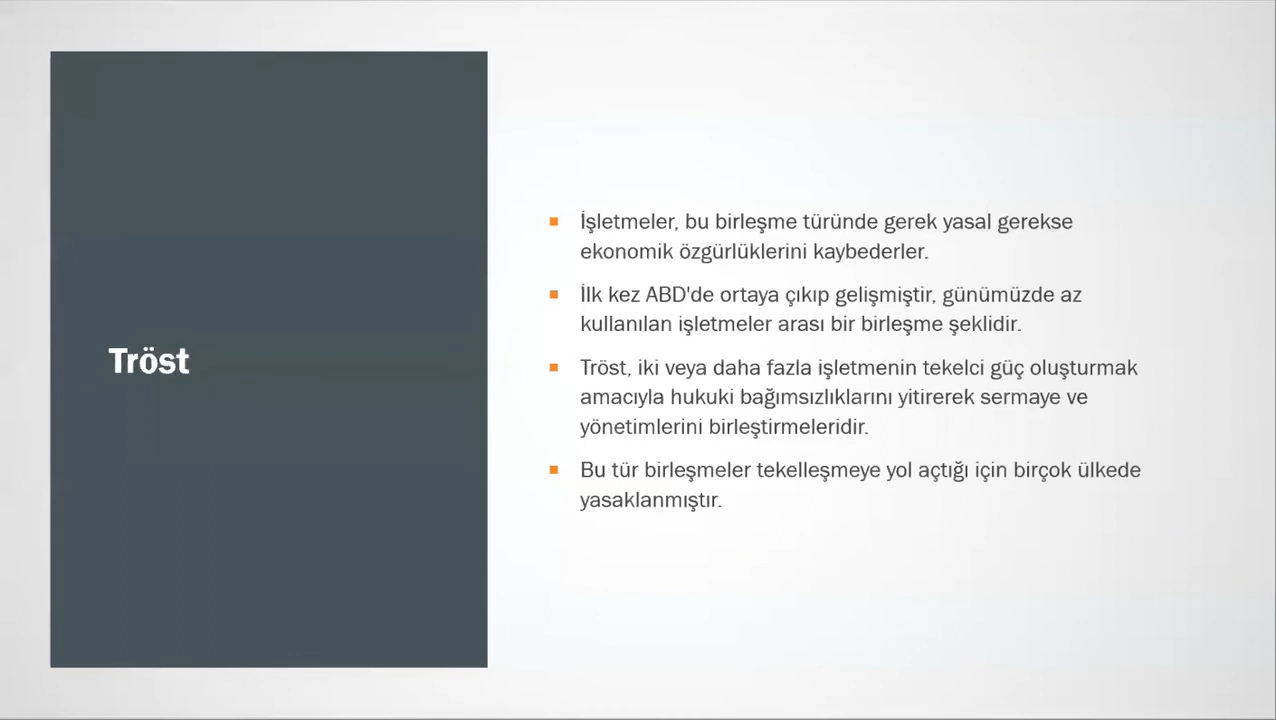 Tröst
İşletmeler, bu birleşme türünde gerek yasal gerekse
ekonomik özgürlüklerini kaybederler.
İlk kez ABD'de ortaya çıkıp gelişmiştir, günümüzde az
kullanılan işletmeler arası bir birleşme şeklidir.
Tröst, iki veya daha fazla işletmenin tekelci güç oluşturmak
amacıyla hukuki bağımsızlıklarını yitirerek sermaye ve
yönetimlerini birleştirmeleridir.
Bu tür birleşmeler tekelleşmeye yol açtığı için birçok ülkede
yasaklanmıştır.